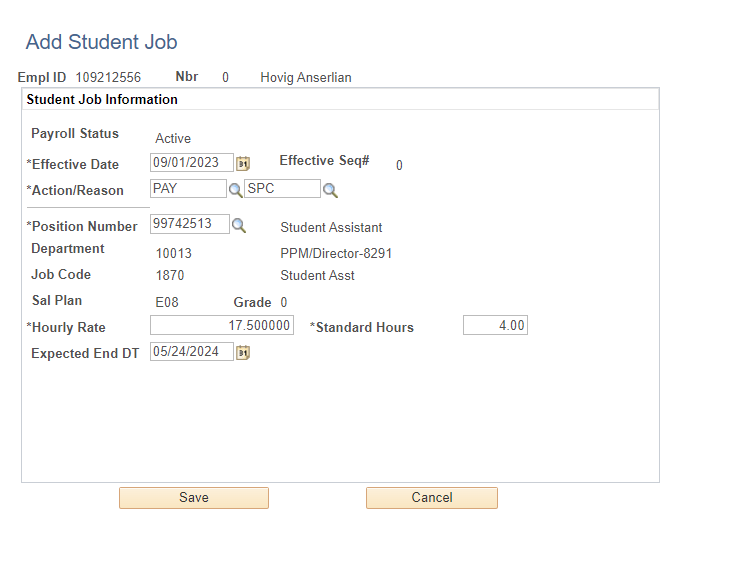 Add Student Job
Empl ID 109212556 Nbr 0 Hovig Anserlian
Student Job Information
Payroll Status Active
*Effective Date 09/01/2023 31 Effective Seq# 0
*Action/Reason PAY SPC
*Position Number 99742513 Student Assistant
Department 10013 PPM/Director-8291
Job Code 1870 Student Asst
Sal Plan E08 Grade 0
*Hourly Rate 17.500000 *Standard Hours 4.00
Expected End DT 05/24/2024 31
Save Cancel